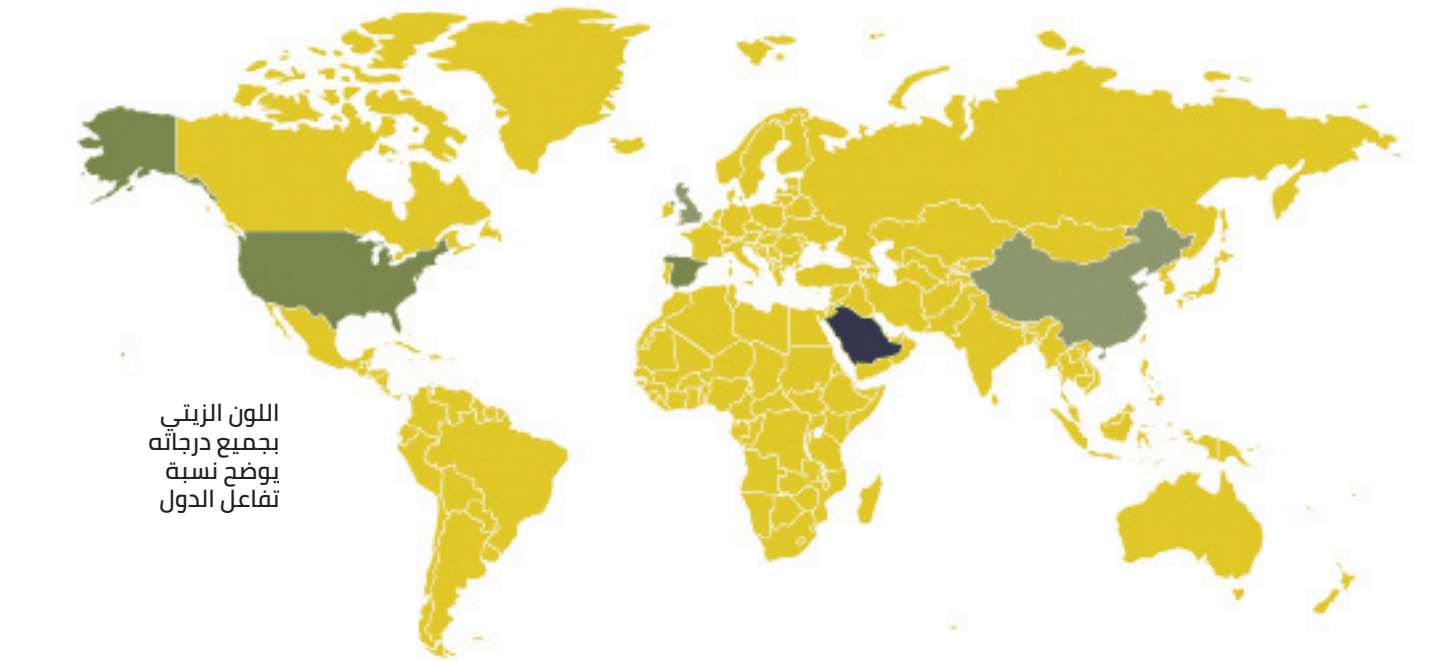 اللون الزيتي
بجميع درجاته
يوضح نسبة
تفاعل الدول